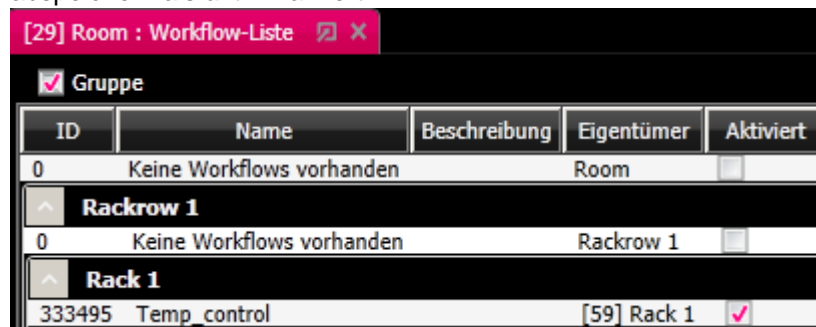 [29] Room : Workflow-Liste
Gruppe
ID Name Beschreibung Eigentümer Aktiviert
0 Keine Workflows vorhanden Room
Rackrow 1
0 Keine Workflows vorhanden Rackrow 1
Rack 1
333495 Temp_control [59] Rack 1